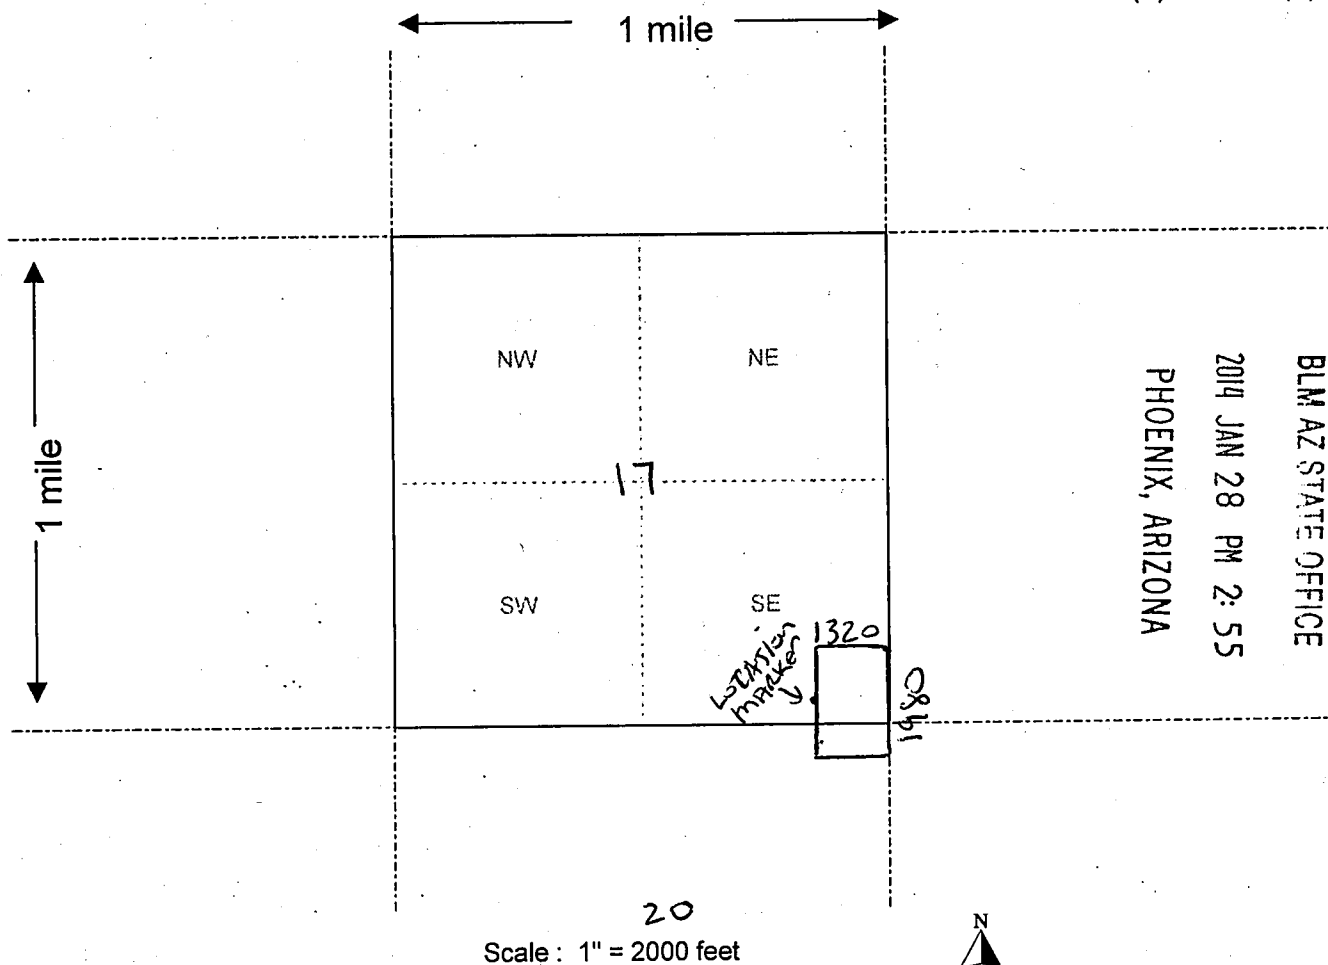 1 mile
1 mile
NW
NE
17
SW
SE
1320
LOCATION
MARKER
1980
20
Scale : 1" = 2000 feet
N
BLM AZ STATE OFFICE
2014 JAN 28 PM 2:55
PHOENIX, ARIZONA